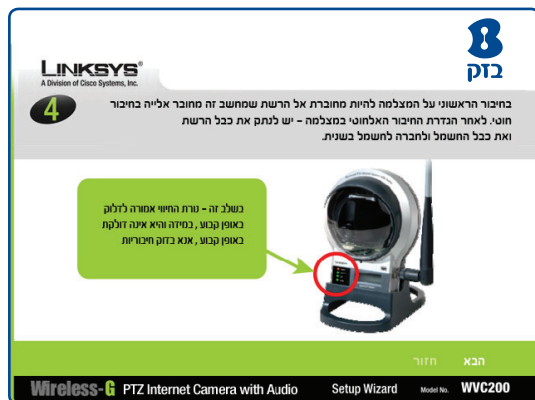 בזק
LINKSYS®
A Division of Cisco Systems, Inc.
4
בחיבור הראשוני על המצלמה להיות מחוברת אל הרשת שמחשב זה מחובר אלייה בחיבור
חוטי. לאחר הגדרת החיבור האלחוטי במצלמה – יש לנתק את כבל הרשת
ואת כבל החשמל ולחברה לחשמל בשנית.
בשלב זה – נורת החיווי אמורה לדלוק
באופן קבוע, במידה והיא אינה דולקת
באופן קבוע, אנא בדוק חיבוריות
הבא חזור
Wireless-G PTZ Internet Camera with Audio Setup Wizard Model No. WVC200